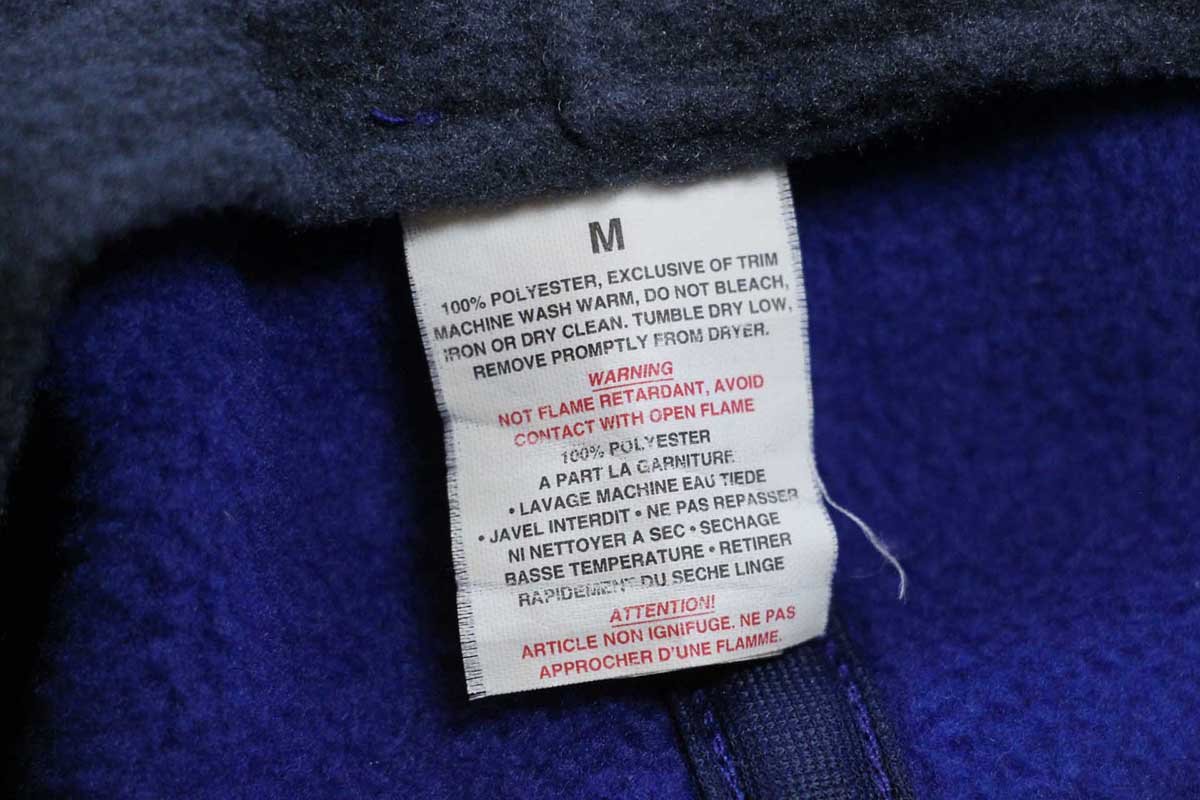 M
100% POLYESTER, EXCLUSIVE OF TRIM
MACHINE WASH WARM, DO NOT BLEACH,
IRON OR DRY CLEAN. TUMBLE DRY LOW,
REMOVE PROMPTLY FROM DRYER.
WARNING
NOT FLAME RETARDANT, AVOID
CONTACT WITH OPEN FLAME
100% POLYESTER
A PART LA GARNITURE
• LAVAGE MACHINE EAU TIEDE
• JAVEL INTERDIT • NE PAS REPASSER
NI NETTOYER A SEC • SECHAGE
BASSE TEMPERATURE • RETIRER
RAPIDEMENT DU SECHE LINGE
ATTENTION!
ARTICLE NON IGNIFUGE. NE PAS
APPROCHER D'UNE FLAMME.